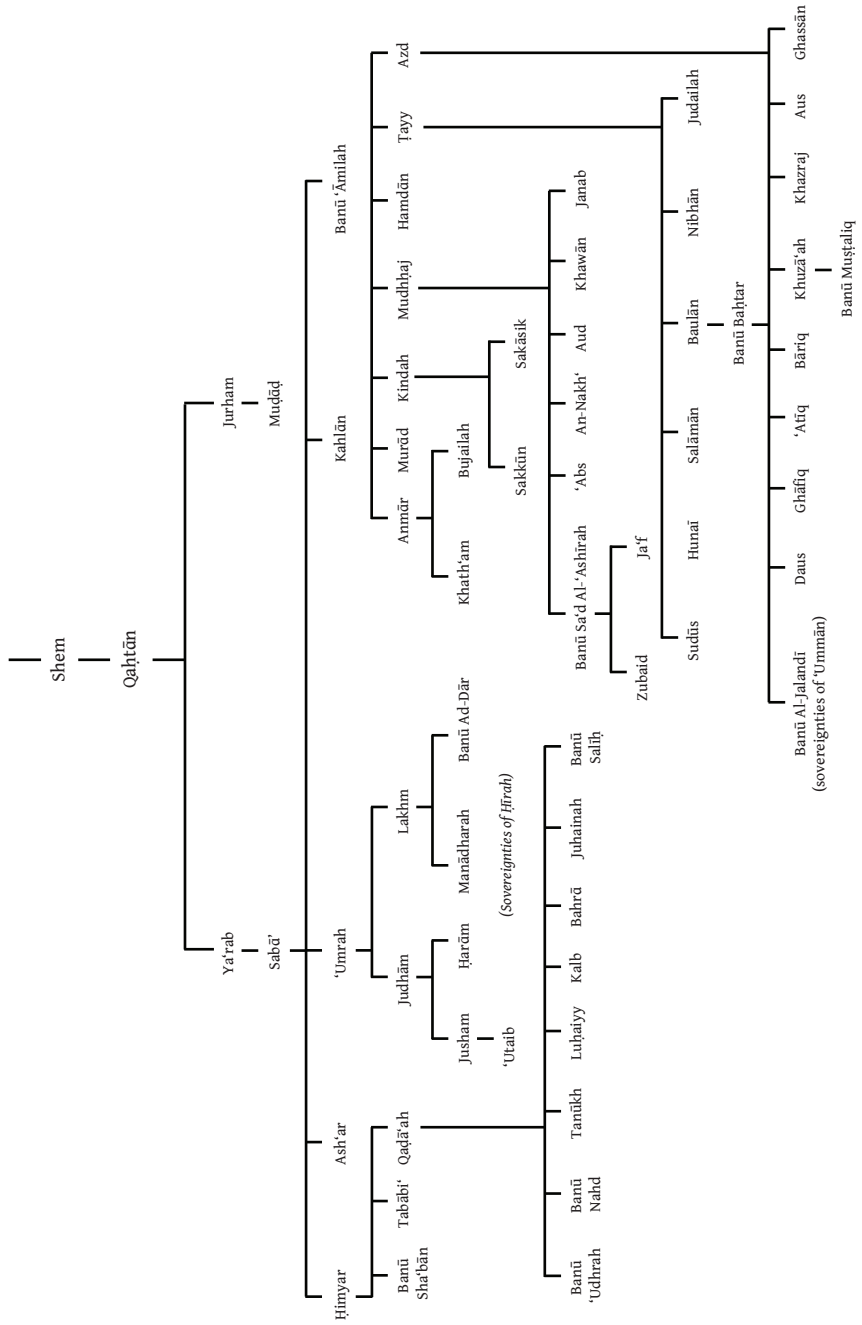 Shem
Qaḥtān
Ya‘rab
Jurham
Sabā’
Muḍāḍ
Ḥimyar
Ash‘ar
‘Umrah
Kahlān
Banū ‘Āmilah
Banū
Sha‘bān
Tabābi‘
Qaḍā‘ah
Judhām
Lakhm
Anmār
Murād
Kindah
Mudhḥaj
Hamdān
Ṭayy
Azd
Jusham
Ḥarām
Manādharah
Banū Ad-Dār
Khath‘am
Bujailah
‘Utaib
(Sovereignties of Ḥīrah)
Sakkūn
Sakāsik
Banū
‘Udhrah
Banū
Nahd
Tanūkh
Luḥaiyy
Kalb
Bahrā
Juhainah
Banū
Salīḥ
Banū Sa‘d Al-‘Ashīrah
‘Abs
An-Nakh‘
Aud
Khawān
Janab
Zubaid
Ja‘f
Sudūs
Hunaī
Salāmān
Baulān
Nibhān
Judailah
Banū Baḥtar
Banū Al-Jalandī
(sovereignties of ‘Ummān)
Daus
Ghāfiq
‘Atīq
Bāriq
Khuzā‘ah
Khazraj
Aus
Ghassān
Banū Muṣṭaliq